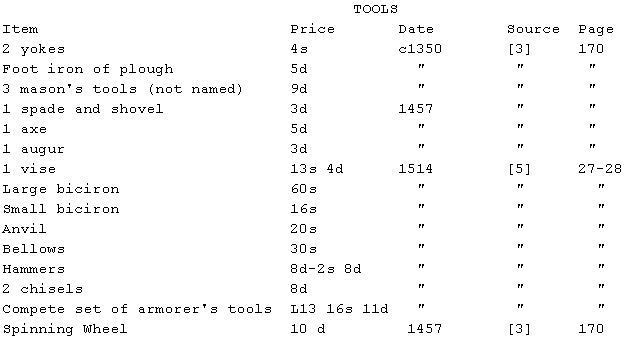 TOOLS
Item Price Date Source Page
2 yokes 4s c1350 [3] 170
Foot iron of plough 5d " " "
3 mason's tools (not named) 9d " " "
1 spade and shovel 3d 1457 " "
1 axe 5d " " "
1 augur 3d " " "
1 vise 13s 4d 1514 [5] 27-28
Large biciron 60s " " "
Small biciron 16s " " "
Anvil 20s " " "
Bellows 30s " " "
Hammers 8d-2s 8d " " "
2 chisels 8d " " "
Compete set of armorer's tools L13 16s 11d " " "
Spinning Wheel 10 d 1457 [3] 170